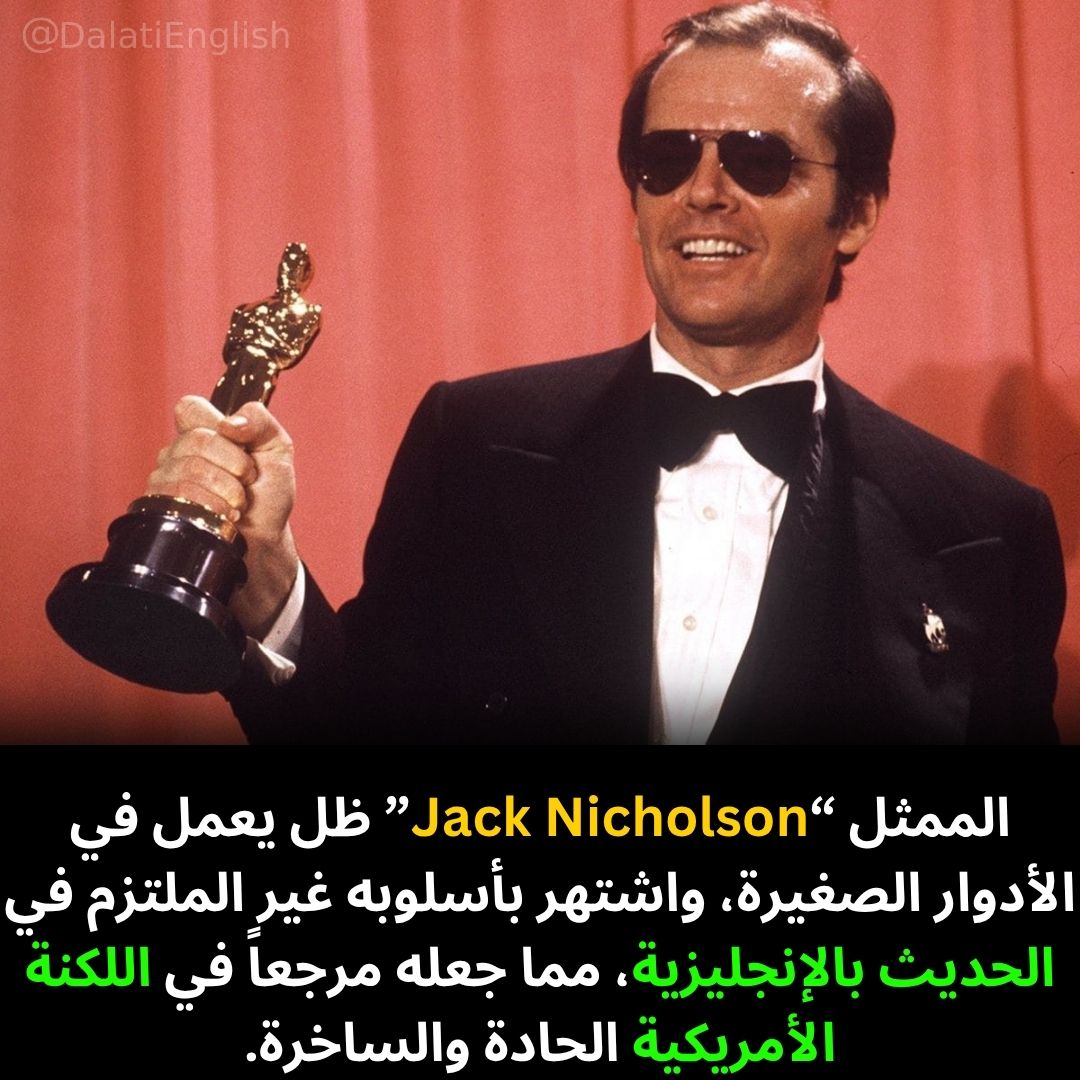 @DalatiEnglish
الممثل “Jack Nicholson” ظل يعمل في
الأدوار الصغيرة، واشتهر بأسلوبه غير الملتزم في
الحديث بالإنجليزية، مما جعله مرجعاً في اللكنة
الأمريكية الحادة والساخرة.